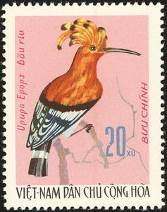 Upupa Epops Đầu rìu
BƯU CHÍNH
20 XU
VIỆT-NAM DÂN CHỦ CỘNG HÒA